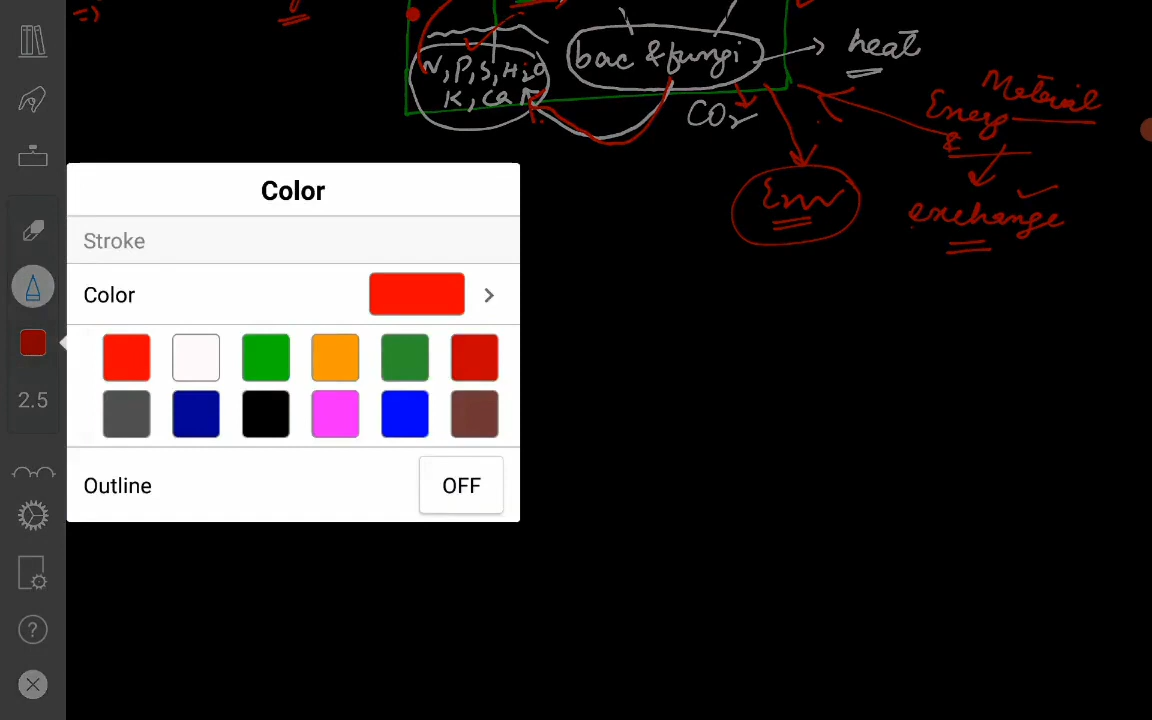 bac & fungi
heat
N, P, S, H2O
K, Ca
CO2
Material
Energy
&
Env
exchange
Color
Stroke
Color
2.5
Outline
OFF
?